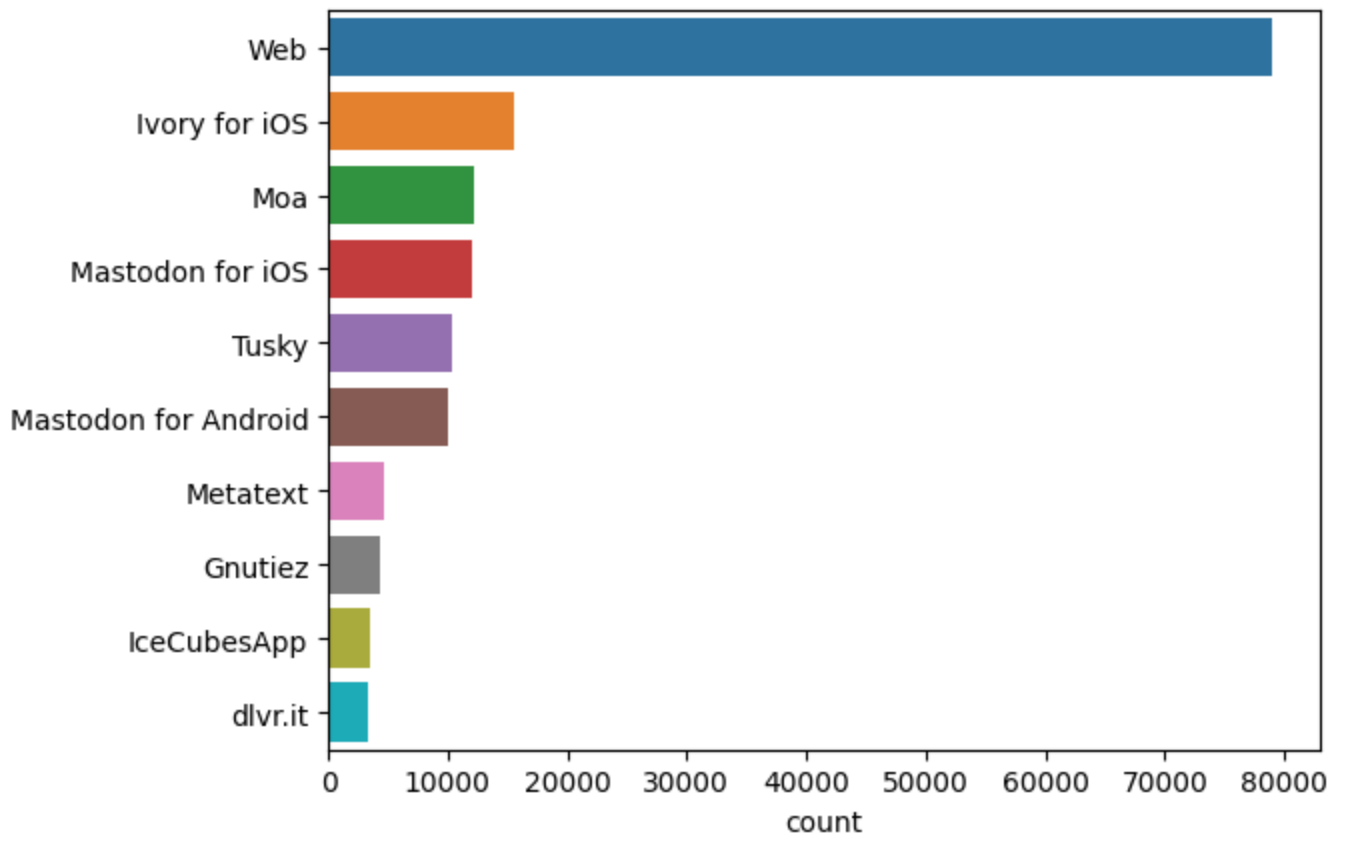 Web
Ivory for iOS
Moa
Mastodon for iOS
Tusky
Mastodon for Android
Metatext
Gnutiez
IceCubesApp
dlvr.it
0 10000 20000 30000 40000 50000 60000 70000 80000
count